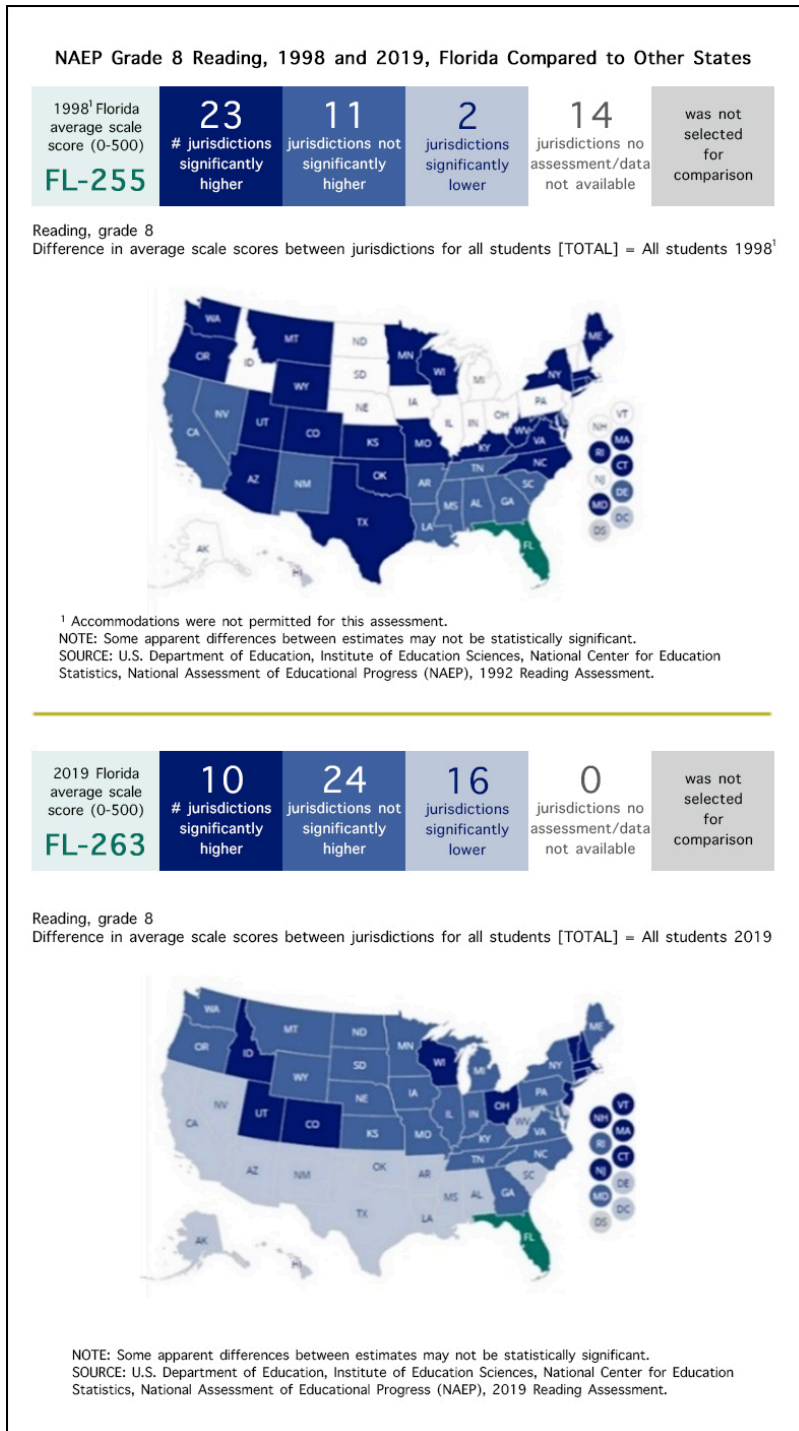 NAEP Grade 8 Reading, 1998 and 2019, Florida Compared to Other States
1998¹ Florida
average scale
score (0-500)
FL-255
23
# jurisdictions
significantly
higher
11
jurisdictions not
significantly
higher
2
jurisdictions
significantly
lower
14
jurisdictions no
assessment/data
not available
was not
selected
for
comparison
Reading, grade 8
Difference in average scale scores between jurisdictions for all students [TOTAL] = All students 1998¹
WA
MT
ND
MN
ME
OR
ID
SD
WI
NY
WY
MI
IA
PA
NE
OH
NV
IL
IN
UT
CO
WV
CA
KS
MO
KY
VA
NC
TN
AZ
NM
OK
AR
SC
MS
AL
GA
TX
LA
FL
AK
HI
VT
NH
MA
RI
CT
NJ
DE
MD
DC
DS
¹ Accommodations were not permitted for this assessment.
NOTE: Some apparent differences between estimates may not be statistically significant.
SOURCE: U.S. Department of Education, Institute of Education Sciences, National Center for Education
Statistics, National Assessment of Educational Progress (NAEP), 1992 Reading Assessment.
2019 Florida
average scale
score (0-500)
FL-263
10
# jurisdictions
significantly
higher
24
jurisdictions not
significantly
higher
16
jurisdictions
significantly
lower
0
jurisdictions no
assessment/data
not available
was not
selected
for
comparison
Reading, grade 8
Difference in average scale scores between jurisdictions for all students [TOTAL] = All students 2019
WA
MT
ND
MN
ME
OR
ID
SD
WI
NY
WY
MI
IA
PA
NE
OH
NV
IL
IN
UT
CO
WV
CA
KS
MO
KY
VA
NC
TN
AZ
NM
OK
AR
SC
MS
AL
GA
TX
LA
FL
AK
HI
VT
NH
MA
RI
CT
NJ
DE
MD
DC
DS
NOTE: Some apparent differences between estimates may not be statistically significant.
SOURCE: U.S. Department of Education, Institute of Education Sciences, National Center for Education
Statistics, National Assessment of Educational Progress (NAEP), 2019 Reading Assessment.